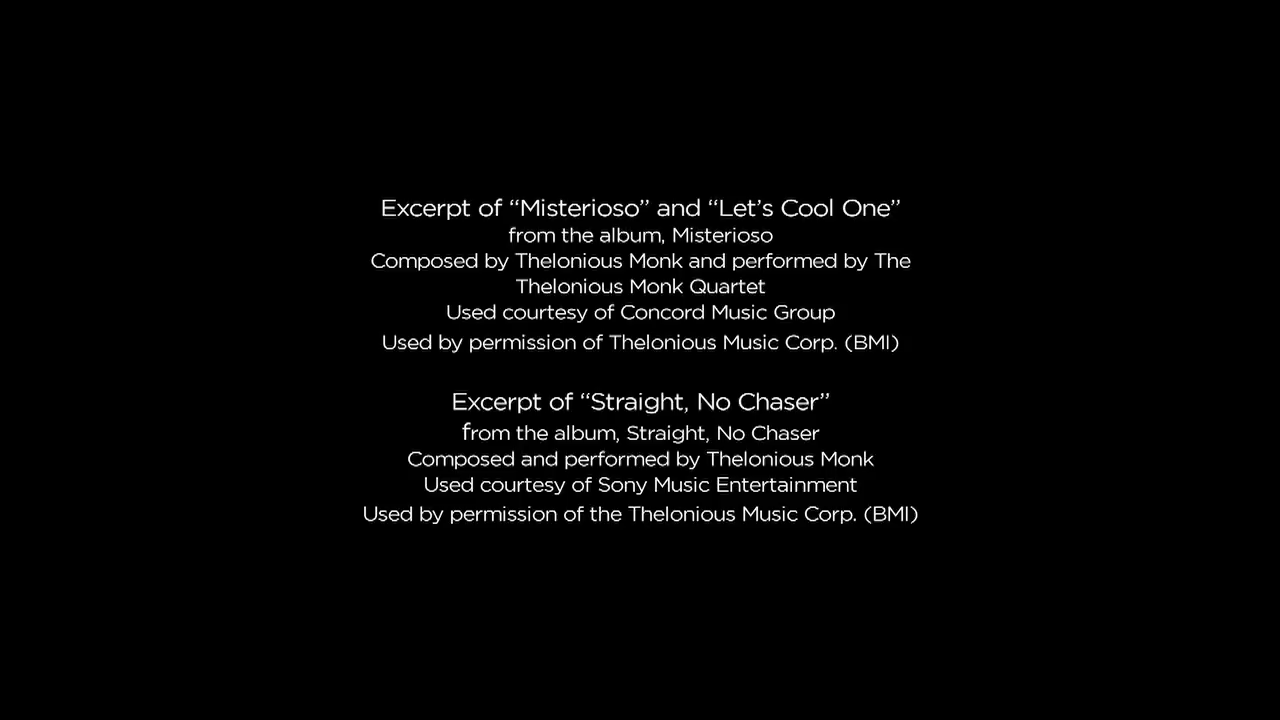 Excerpt of “Misterioso” and “Let’s Cool One”
from the album, Misterioso
Composed by Thelonious Monk and performed by The
Thelonious Monk Quartet
Used courtesy of Concord Music Group
Used by permission of Thelonious Music Corp. (BMI)
Excerpt of “Straight, No Chaser”
from the album, Straight, No Chaser
Composed and performed by Thelonious Monk
Used courtesy of Sony Music Entertainment
Used by permission of the Thelonious Music Corp. (BMI)